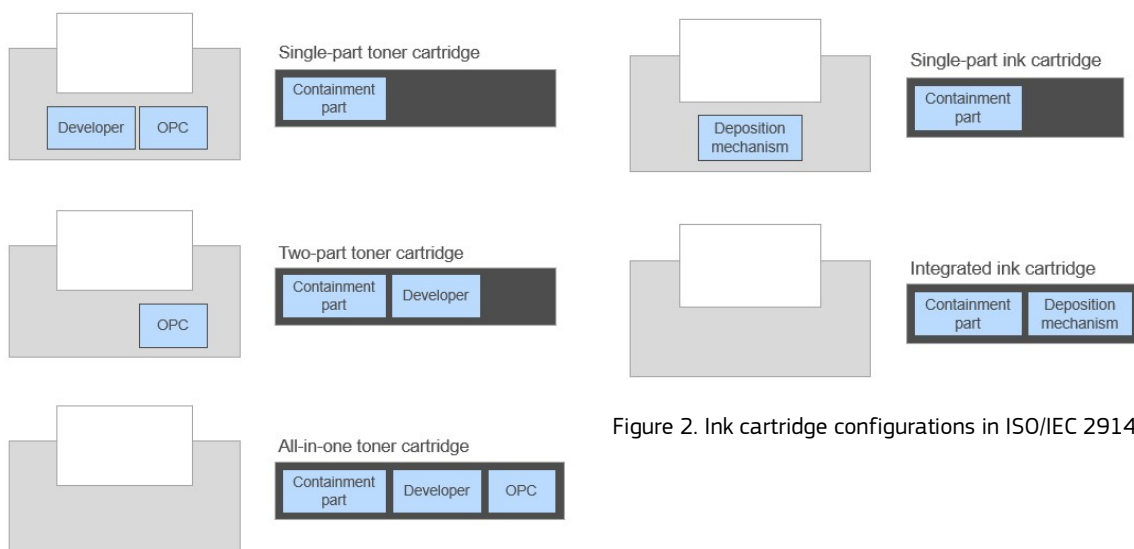 Single-part toner cartridge
Containment
part
Developer
OPC
Two-part toner cartridge
Containment
part
Developer
OPC
All-in-one toner cartridge
Containment
part
Developer
OPC
Single-part ink cartridge
Containment
part
Deposition
mechanism
Integrated ink cartridge
Containment
part
Deposition
mechanism
Figure 2. Ink cartridge configurations in ISO/IEC 2914